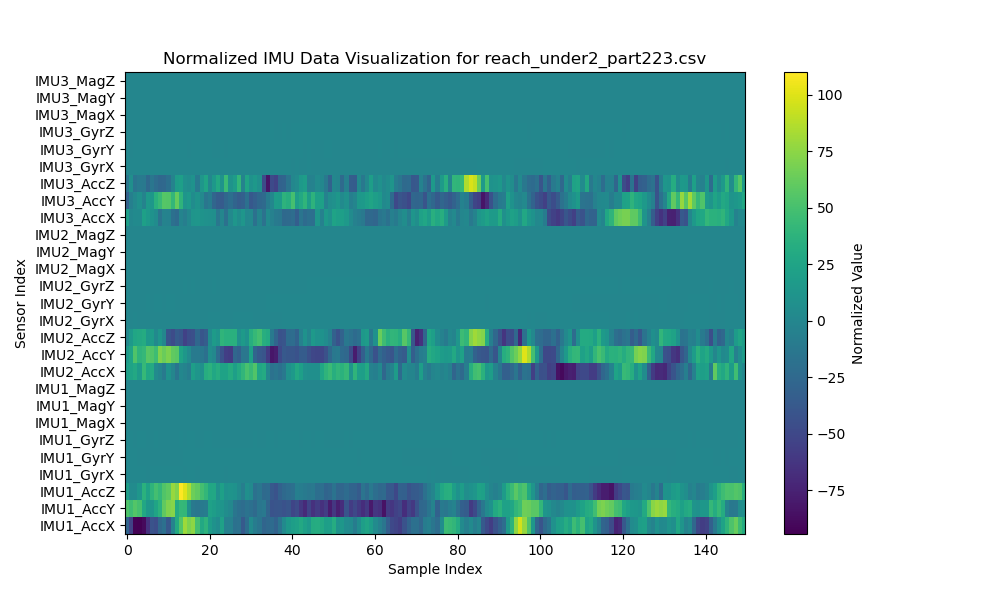 Normalized IMU Data Visualization for reach_under2_part223.csv
IMU3_MagZ
IMU3_MagY
IMU3_MagX
IMU3_GyrZ
IMU3_GyrY
IMU3_GyrX
IMU3_AccZ
IMU3_AccY
IMU3_AccX
IMU2_MagZ
IMU2_MagY
IMU2_MagX
IMU2_GyrZ
IMU2_GyrY
IMU2_GyrX
IMU2_AccZ
IMU2_AccY
IMU2_AccX
IMU1_MagZ
IMU1_MagY
IMU1_MagX
IMU1_GyrZ
IMU1_GyrY
IMU1_GyrX
IMU1_AccZ
IMU1_AccY
IMU1_AccX
Sensor Index
0 20 40 60 80 100 120 140
Sample Index
100
75
50
25
0
−25
−50
−75
Normalized Value